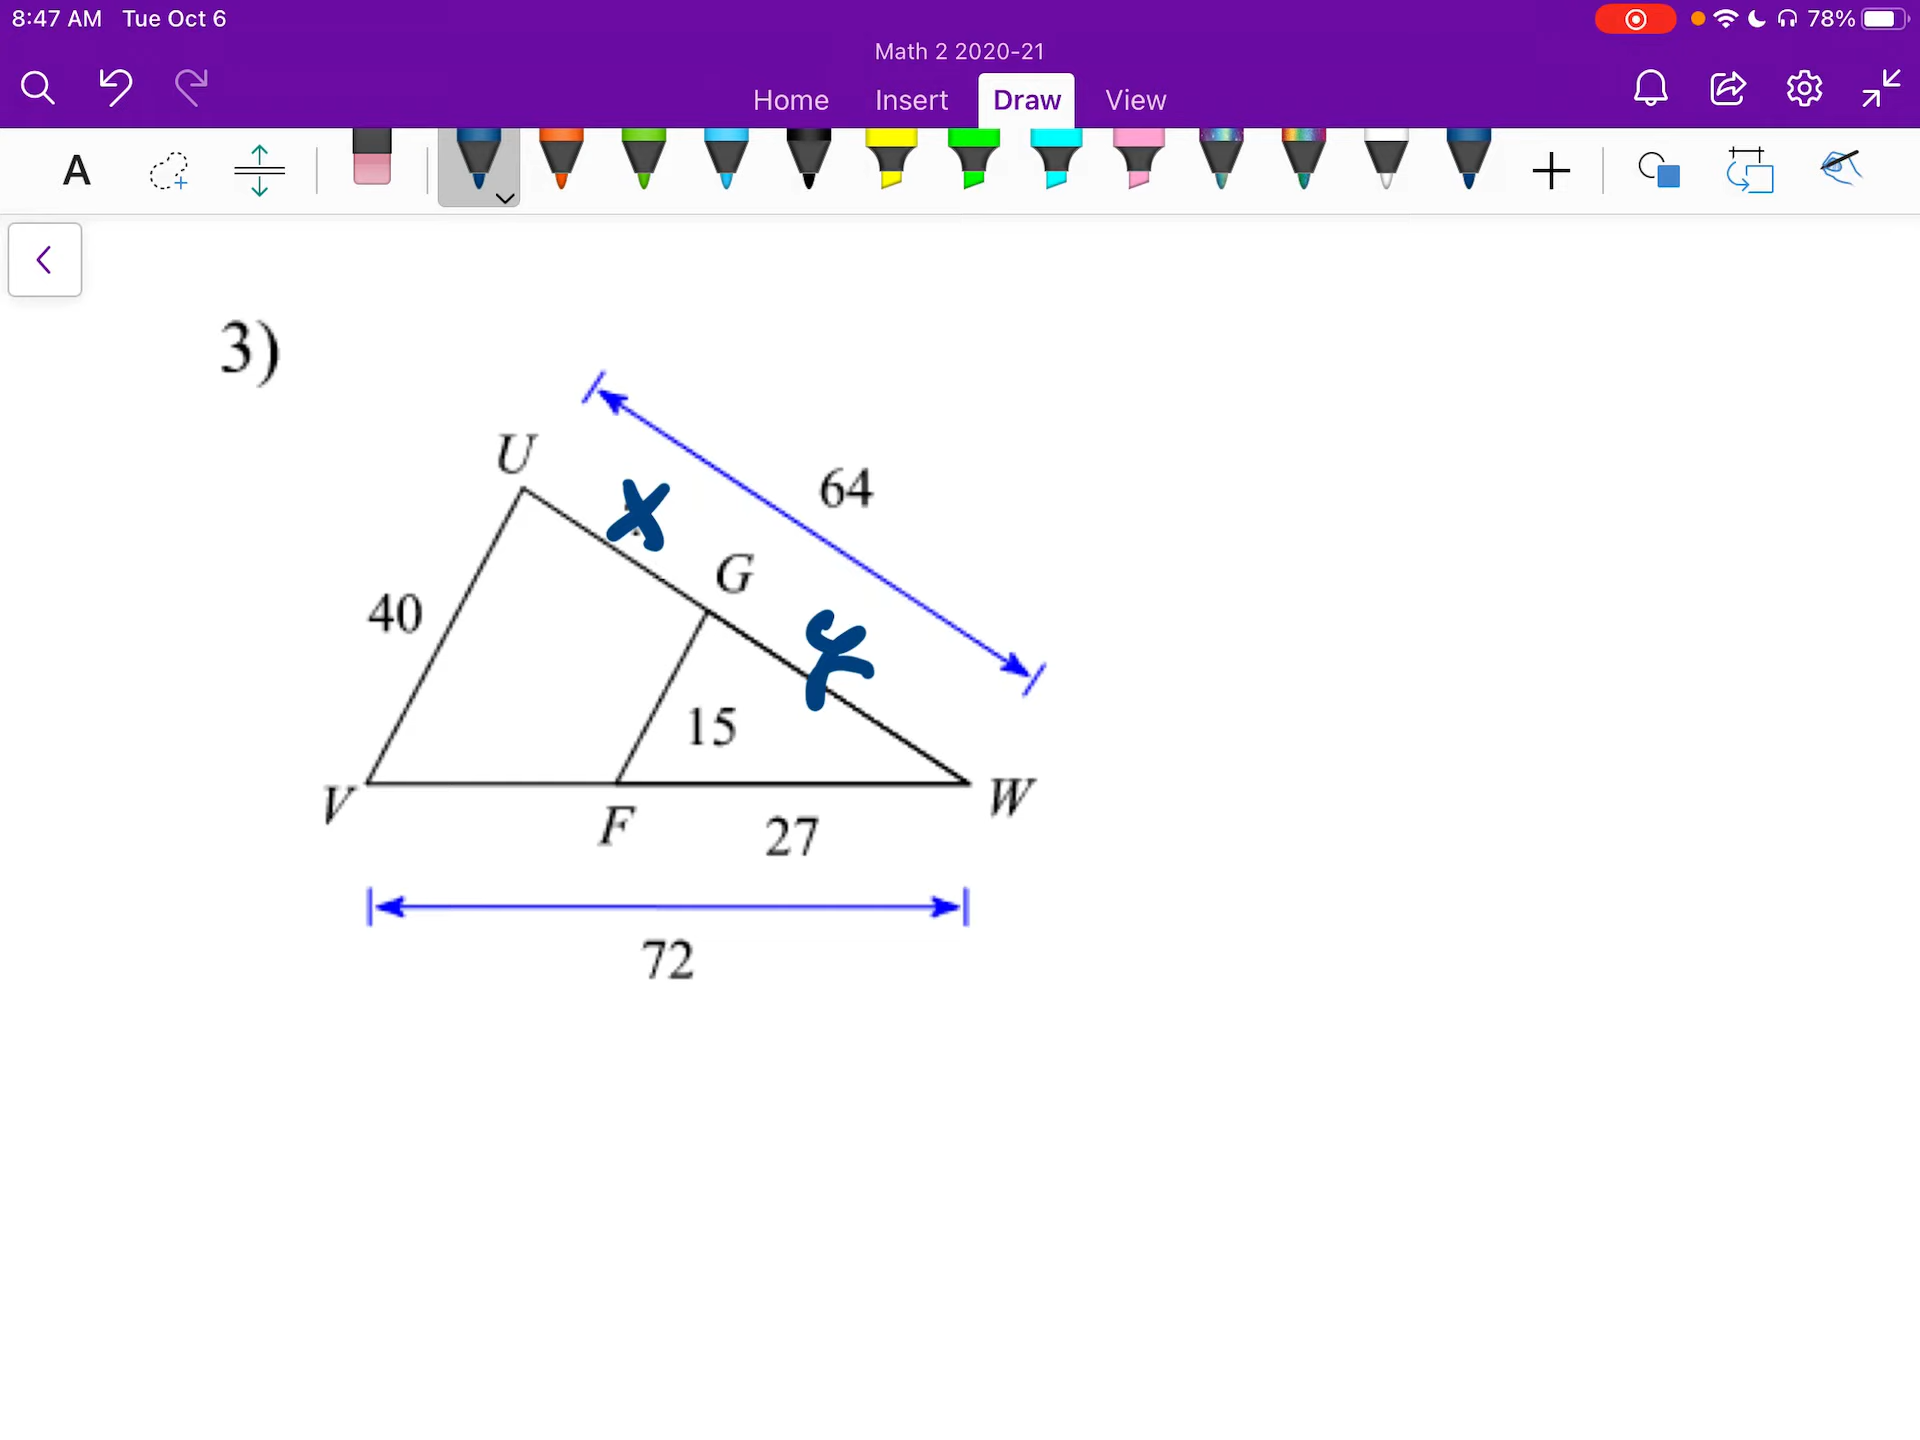 8:47 AM Tue Oct 6
78%
Math 2 2020-21
Home Insert Draw View
A
3)
U
x
64
G
40
y
15
V
F
W
27
72